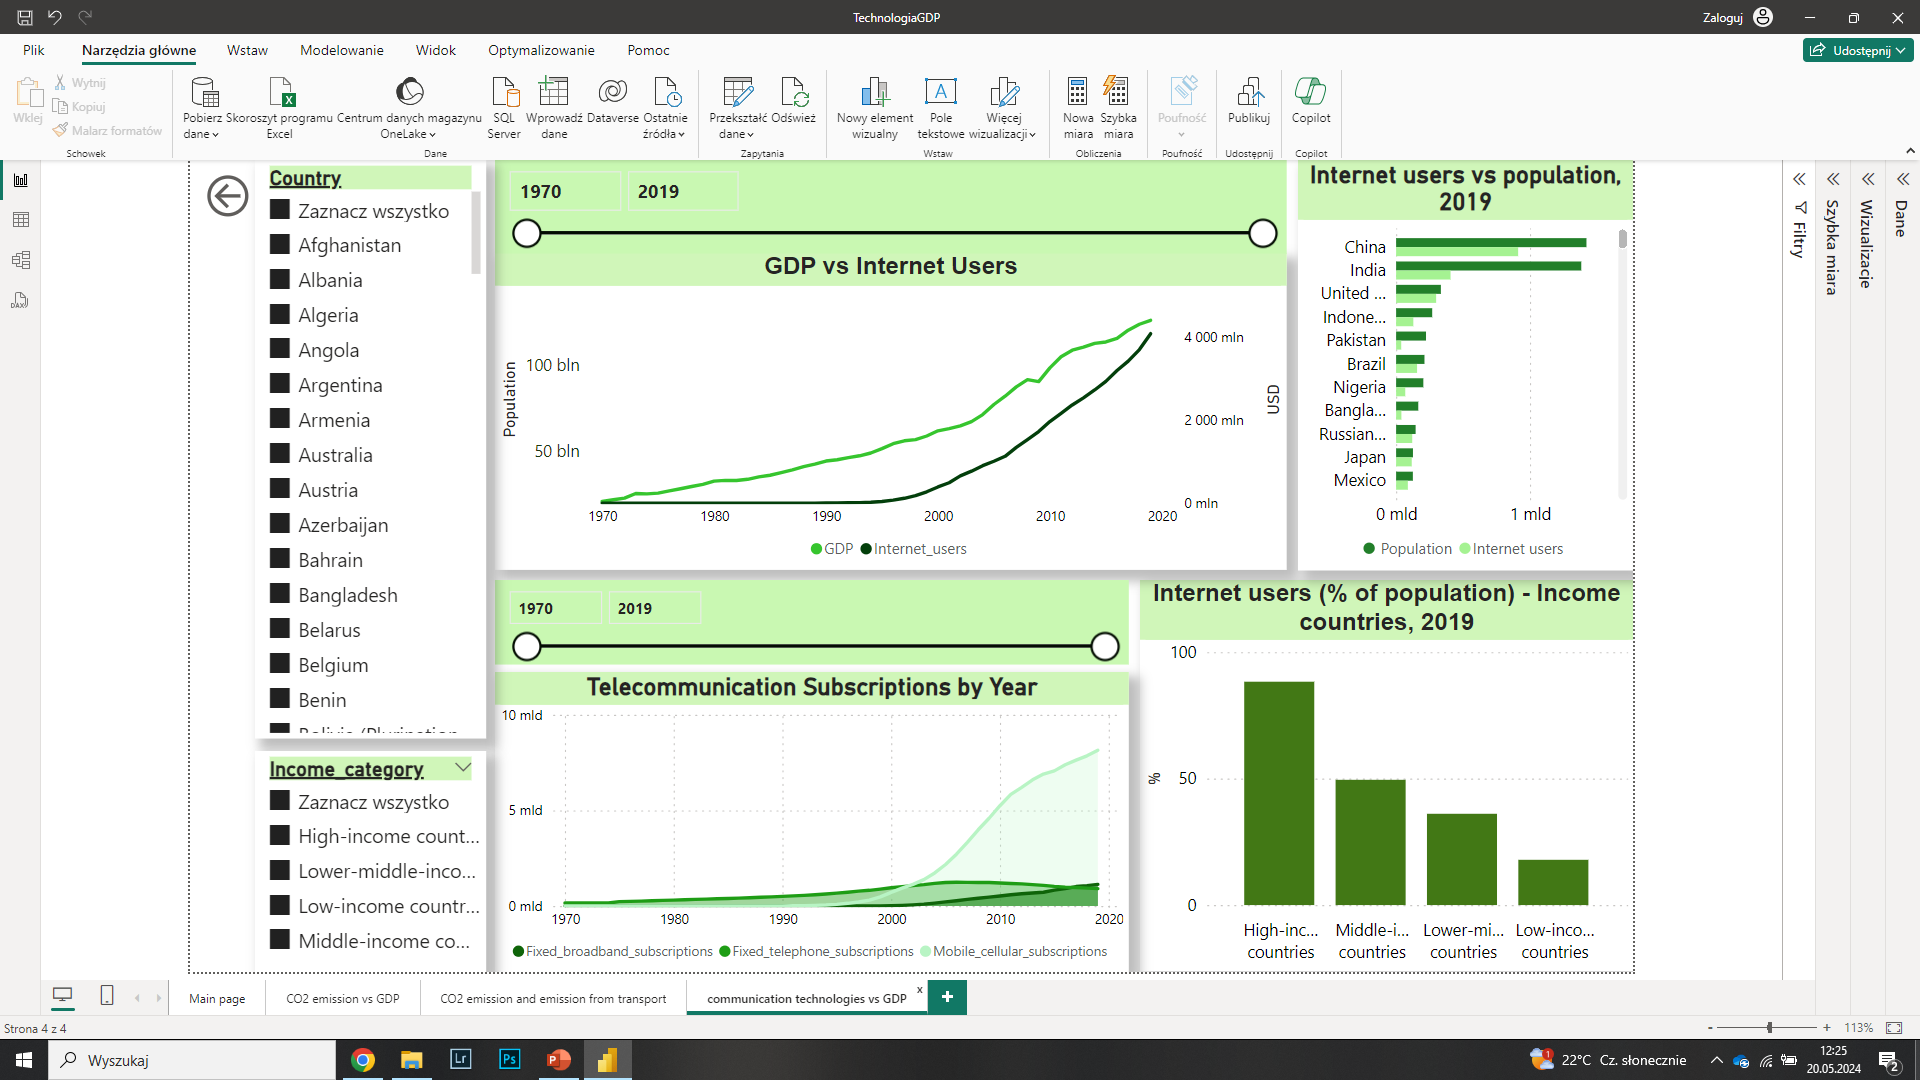 TechnologiaGDP
Zaloguj
Plik
Narzędzia główne
Wstaw
Modelowanie
Widok
Optymalizowanie
Pomoc
Udostępnij
Wklej
Wytnij
Kopiuj
Malarz formatów
Schowek
Pobierz dane
Skoroszyt programu Excel
Centrum danych magazynu OneLake
SQL Server
Wprowadź dane
Dataverse
Ostatnie źródła
Dane
Przekształć dane
Odśwież
Zapytania
Nowy element wizualny
Pole tekstowe
Więcej wizualizacji
Wstaw
Nowa miara
Szybka miara
Obliczenia
Poufność
Poufność
Publikuj
Udostępnij
Copilot
Copilot
Country
Zaznacz wszystko
Afghanistan
Albania
Algeria
Angola
Argentina
Armenia
Australia
Austria
Azerbaijan
Bahrain
Bangladesh
Belarus
Belgium
Benin
Income_category
Zaznacz wszystko
High-income count...
Lower-middle-inco...
Low-income countr...
Middle-income co...
1970
2019
GDP vs Internet Users
Population
100 bln
50 bln
4 000 mln
2 000 mln
0 mln
USD
1970 1980 1990 2000 2010 2020
GDP Internet_users
Internet users vs population,
2019
China
India
United ...
Indone...
Pakistan
Brazil
Nigeria
Bangla...
Russian...
Japan
Mexico
0 mld 1 mld
Population Internet users
1970
2019
Telecommunication Subscriptions by Year
10 mld
5 mld
0 mld
1970 1980 1990 2000 2010 2020
Fixed_broadband_subscriptions Fixed_telephone_subscriptions Mobile_cellular_subscriptions
Internet users (% of population) - Income
countries, 2019
100
50
0
%
High-inc... countries
Middle-i... countries
Lower-mi... countries
Low-inco... countries
Filtry
Szybka miara
Wizualizacje
Dane
DAX
Main page
CO2 emission vs GDP
CO2 emission and emission from transport
communication technologies vs GDP
x
+
Strona 4 z 4
- + 113%
Wyszukaj
Lr
Ps
P
1
22°C Cz. słonecznie
12:25
20.05.2024
2